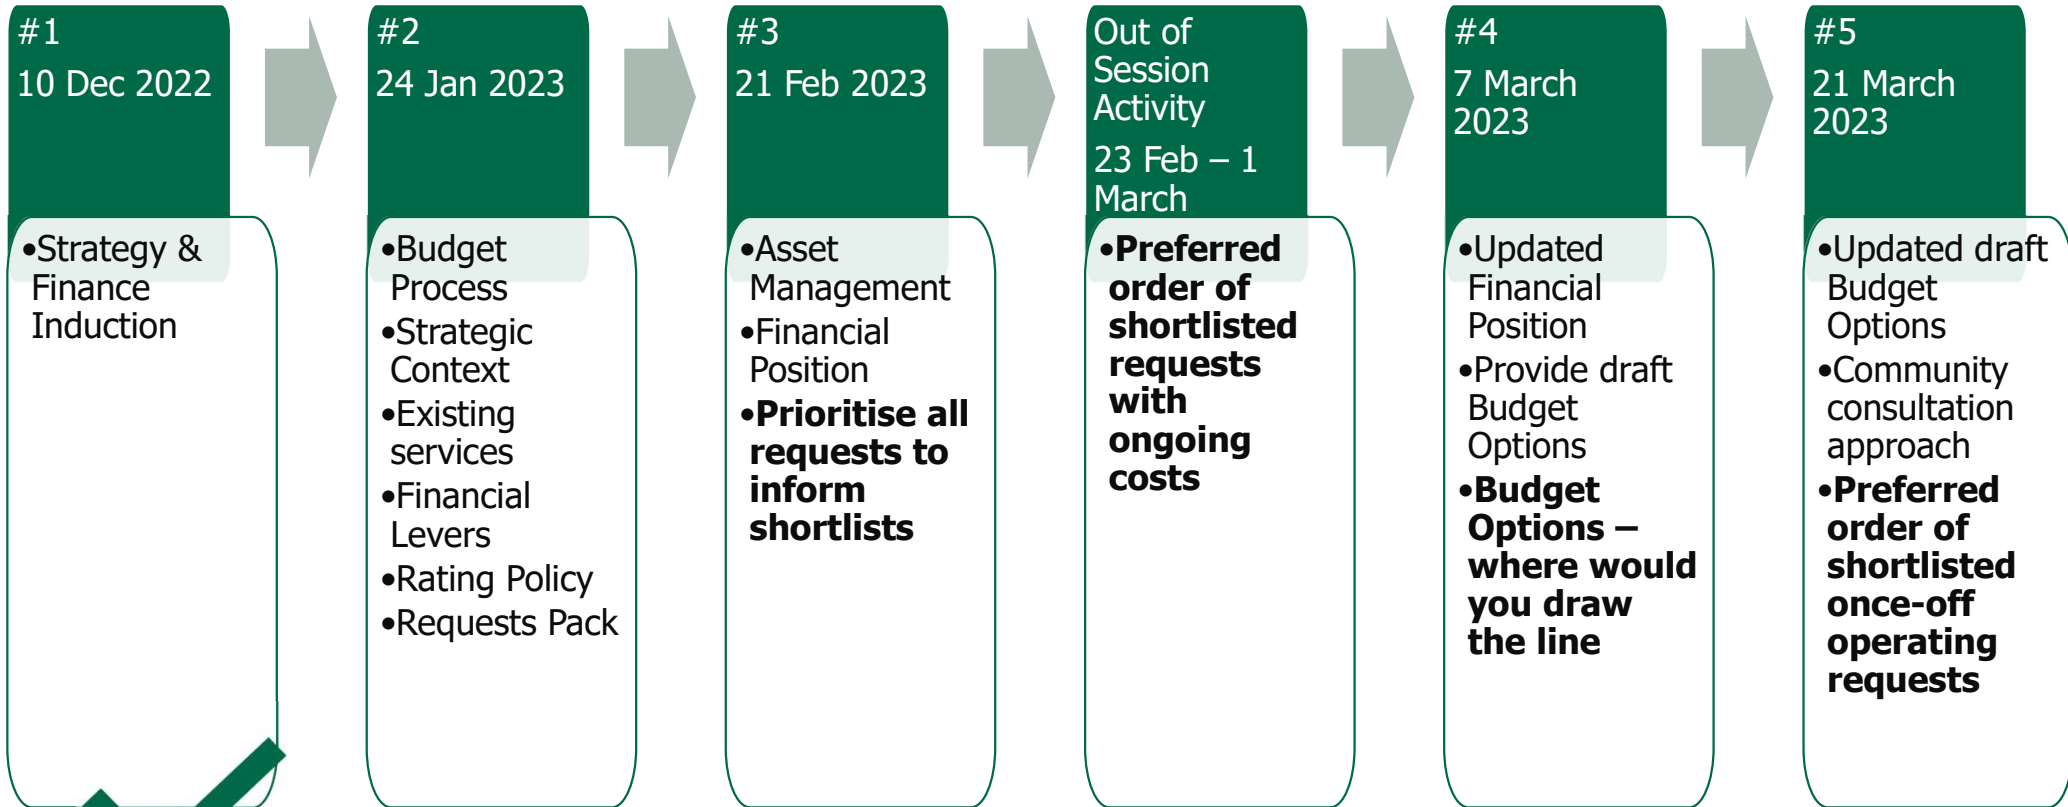 #1
10 Dec 2022
•Strategy &
Finance
Induction
#2
24 Jan 2023
•Budget
Process
•Strategic
Context
•Existing
services
•Financial
Levers
•Rating Policy
•Requests Pack
#3
21 Feb 2023
•Asset
Management
•Financial
Position
•Prioritise all
requests to
inform
shortlists
Out of
Session
Activity
23 Feb – 1
March
•Preferred
order of
shortlisted
requests
with
ongoing
costs
#4
7 March
2023
•Updated
Financial
Position
•Provide draft
Budget
Options
•Budget
Options –
where would
you draw
the line
#5
21 March
2023
•Updated draft
Budget
Options
•Community
consultation
approach
•Preferred
order of
shortlisted
once-off
operating
requests